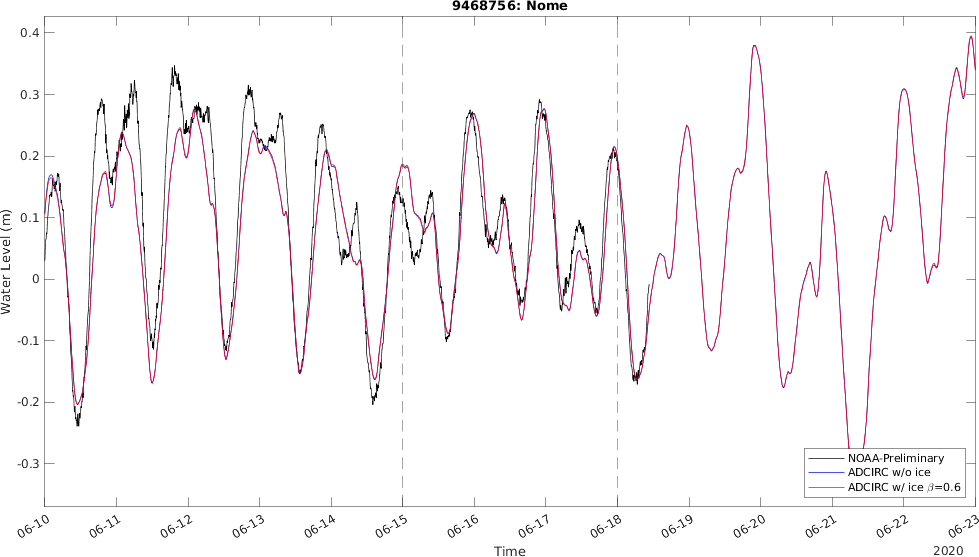 9468756: Nome
0.4
0.3
0.2
0.1
0
-0.1
-0.2
-0.3
Water Level (m)
NOAA-Preliminary
ADCIRC w/o ice
ADCIRC w/ ice β=0.6
06-10 06-11 06-12 06-13 06-14 06-15 06-16 06-17 06-18 06-19 06-20 06-21 06-22 06-23
Time
2020